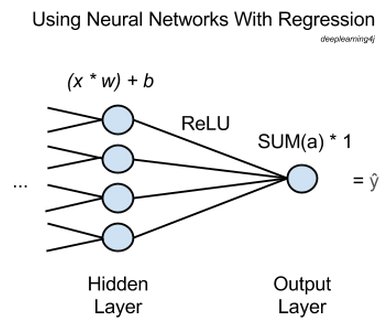 Using Neural Networks With Regression
deeplearning4j
(x * w) + b
ReLU
SUM(a) * 1
...
= ŷ
Hidden
Layer
Output
Layer